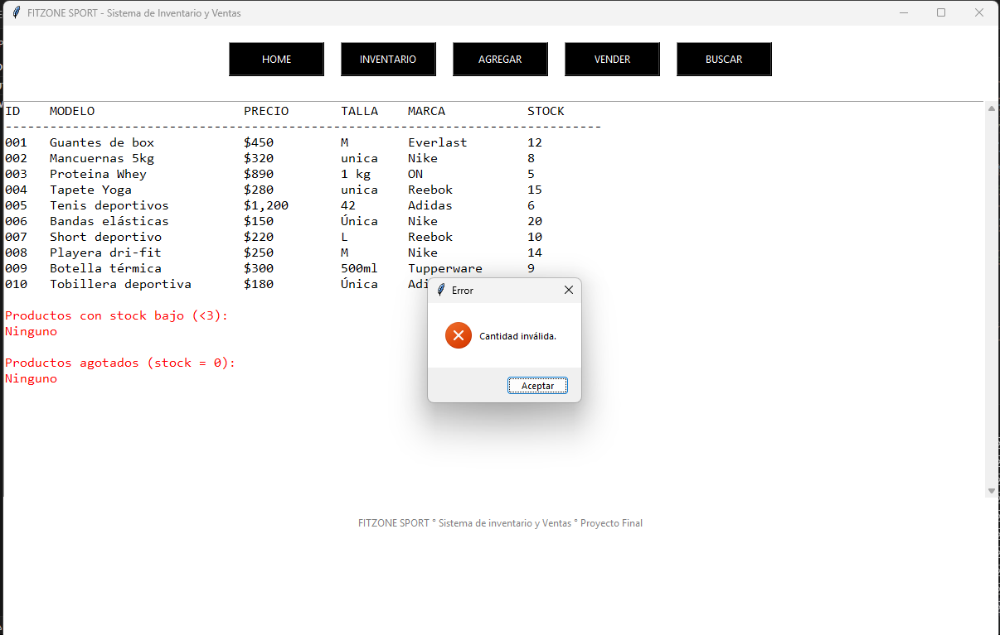 FITZONE SPORT - Sistema de Inventario y Ventas
HOME INVENTARIO AGREGAR VENDER BUSCAR
ID MODELO PRECIO TALLA MARCA STOCK
--------------------------------------------------------------------------------
001 Guantes de box $450 M Everlast 12
002 Mancuernas 5kg $320 unica Nike 8
003 Proteina Whey $890 1 kg ON 5
004 Tapete Yoga $280 unica Reebok 15
005 Tenis deportivos $1,200 42 Adidas 6
006 Bandas elásticas $150 Única Nike 20
007 Short deportivo $220 L Reebok 10
008 Playera dri-fit $250 M Nike 14
009 Botella térmica $300 500ml Tupperware 9
010 Tobillera deportiva $180 Única Adi
Productos con stock bajo (<3):
Ninguno
Productos agotados (stock = 0):
Ninguno
Error
Cantidad inválida.
Aceptar
FITZONE SPORT ° Sistema de inventario y Ventas ° Proyecto Final